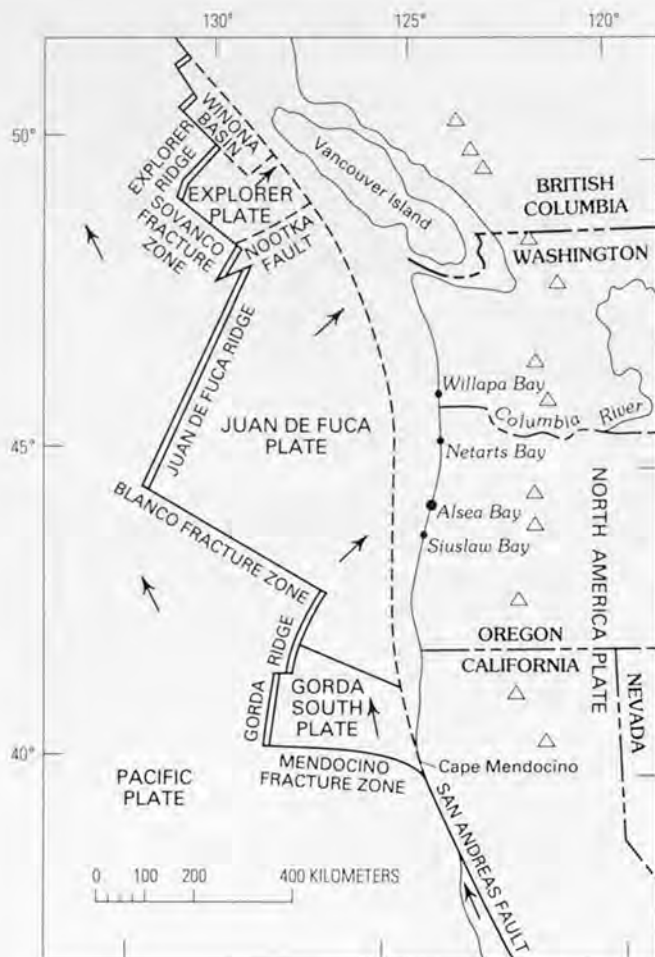 130°
125°
120°
50°
45°
40°
WINONA
BASIN
EXPLORER
RIDGE
EXPLORER
PLATE
SOVANCO
FRACTURE
ZONE
NOOTKA
FAULT
Vancouver Island
BRITISH
COLUMBIA
WASHINGTON
JUAN DE FUCA RIDGE
JUAN DE FUCA
PLATE
Willapa Bay
Columbia River
Netarts Bay
Alsea Bay
Siuslaw Bay
NORTH AMERICA PLATE
BLANCO FRACTURE ZONE
OREGON
CALIFORNIA
NEVADA
GORDA RIDGE
GORDA
SOUTH
PLATE
MENDOCINO
FRACTURE ZONE
Cape Mendocino
PACIFIC
PLATE
SAN ANDREAS FAULT
0 100 200 400 KILOMETERS